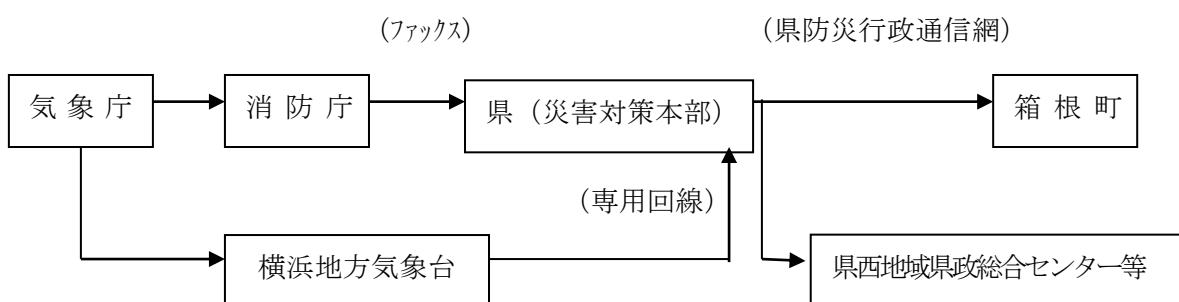 (ファックス) (県防災行政通信網)
気 象 庁 消 防 庁 県（災害対策本部） 箱 根 町
(専用回線)
横浜地方気象台 県西地域県政総合センター等